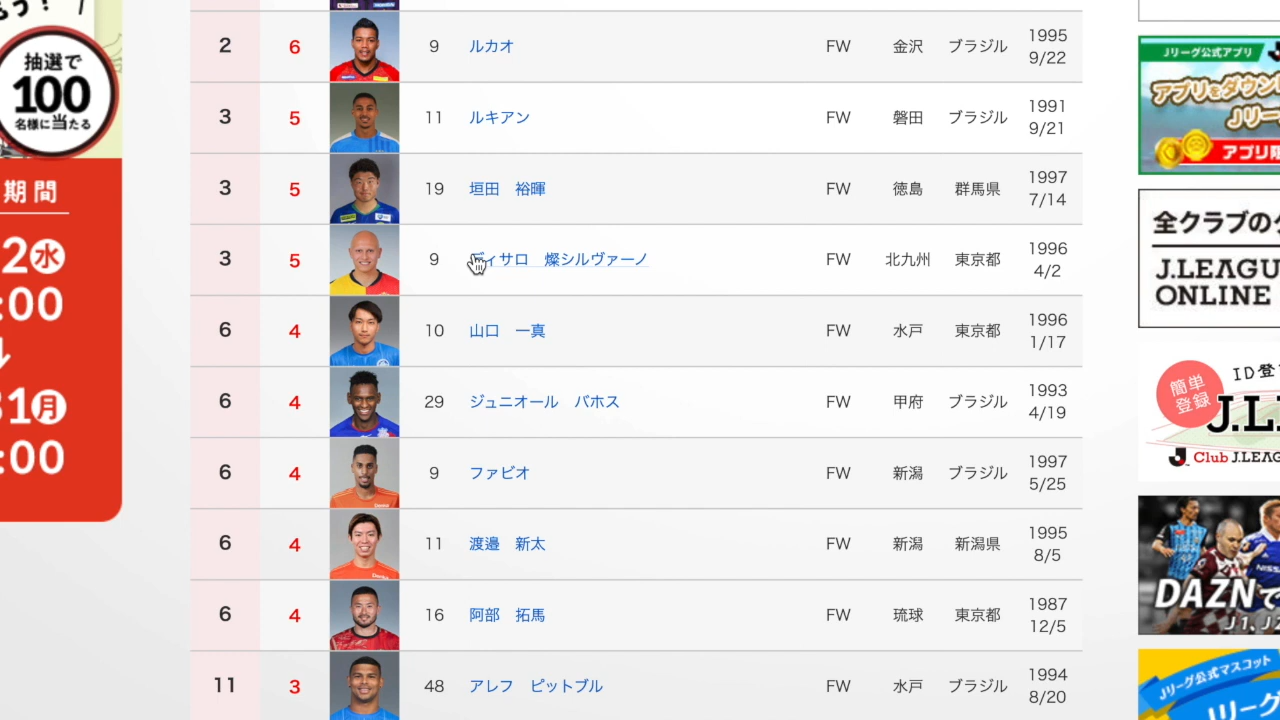 抽選で
100
名様に当たる
期間
2水
:00
31月
:00
2 6 9 ルカオ FW 金沢 ブラジル 1995 9/22
3 5 11 ルキアン FW 磐田 ブラジル 1991 9/21
3 5 19 垣田 裕暉 FW 徳島 群馬県 1997 7/14
3 5 9 ディサロ 燦シルヴァーノ FW 北九州 東京都 1996 4/2
6 4 10 山口 一真 FW 水戸 東京都 1996 1/17
6 4 29 ジュニオール バホス FW 甲府 ブラジル 4/19
6 4 9 ファビオ FW 新潟 ブラジル 5/25
6 4 11 渡邉 新太 FW 新潟 新潟県 1995 8/5
6 4 16 阿部 拓馬 FW 琉球 東京都 1987 12/5
11 3 49 アレフ ピットブル FW 水戸 ブラジル 1994 8/20
Jリーグ公式アプリ
アプリをダウン
Jリー
アプリ限
全クラブの
J.LEAGU
ONLINE
簡単
登録
ID登
J.L
Club J.LEAG
DAZNで
J1、J2
Jリーグ公式マスコット
Jリーグ